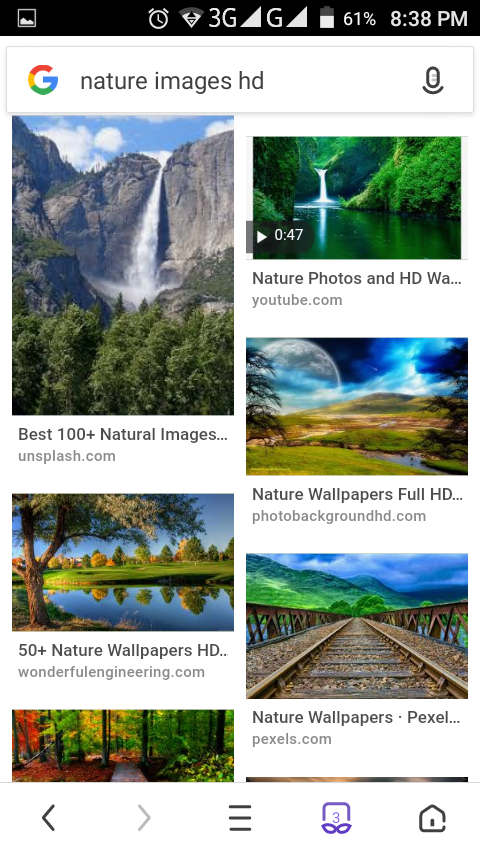 3G G 61% 8:38 PM
nature images hd
0:47
Nature Photos and HD Wa...
youtube.com
Best 100+ Natural Images...
unsplash.com
Nature Wallpapers Full HD...
photobackgroundhd.com
50+ Nature Wallpapers HD...
wonderfulengineering.com
Nature Wallpapers · Pexel...
pexels.com
3